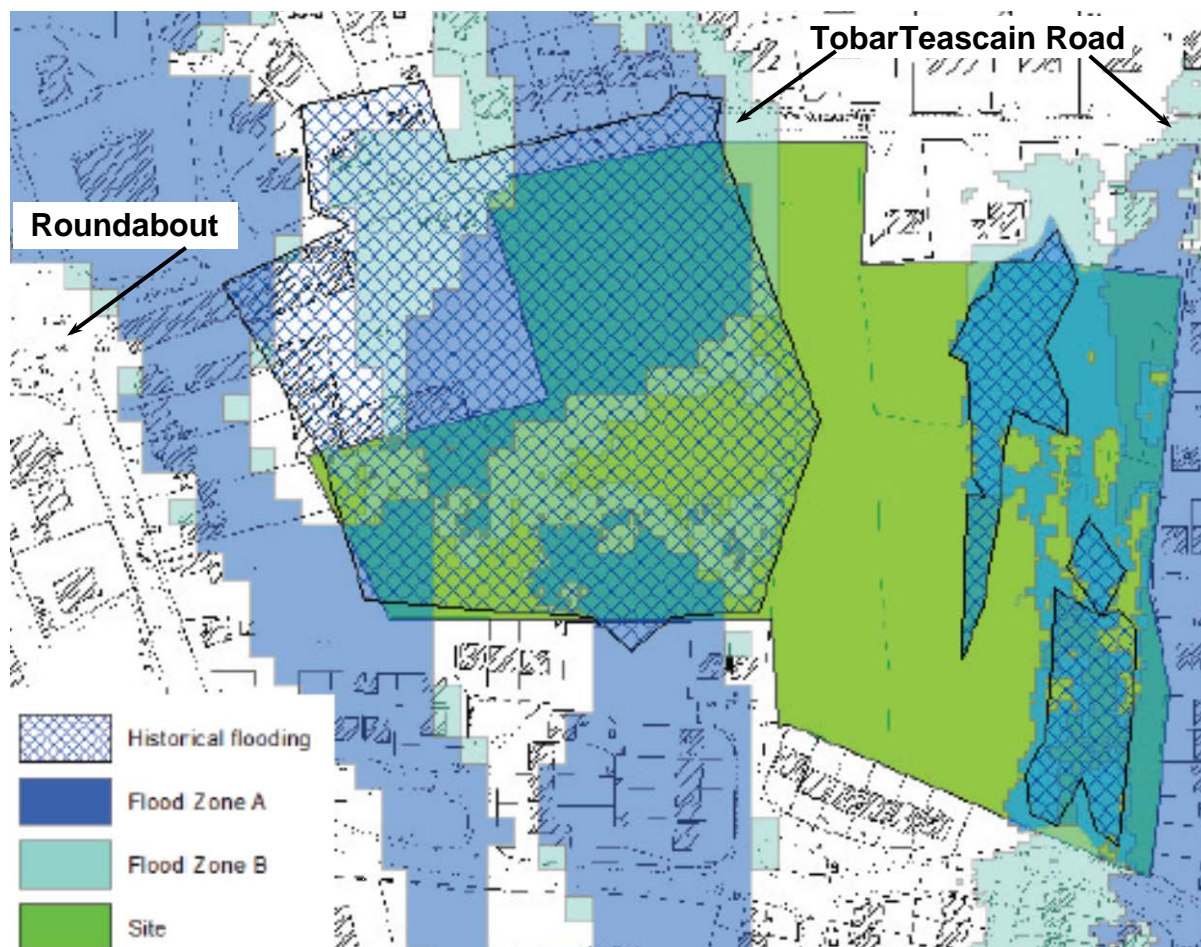 TobarTeascain Road
Roundabout
Historical flooding
Flood Zone A
Flood Zone B
Site